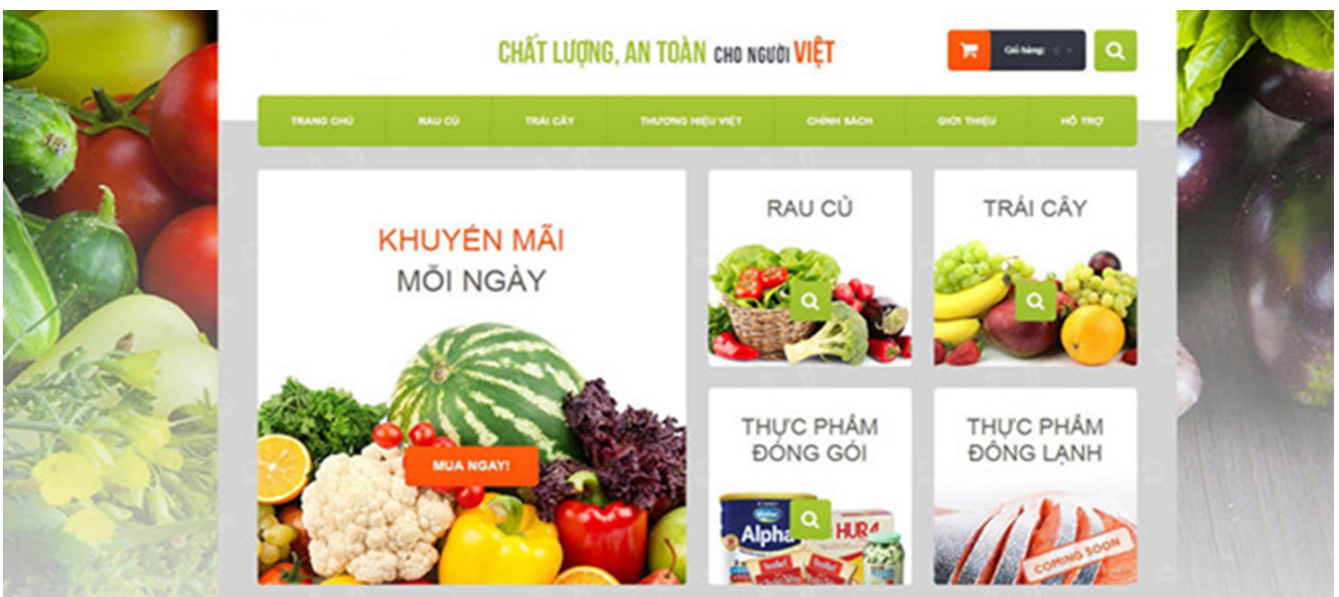 CHẤT LƯỢNG, AN TOÀN CHO NGƯỜI VIỆT
Giỏ hàng: 0
TRANG CHỦ RAU CỦ TRÁI CÂY THƯƠNG HIỆU VIỆT CHÍNH SÁCH GIỚI THIỆU HỖ TRỢ
KHUYẾN MÃI
MỖI NGÀY
MUA NGAY!
RAU CỦ
TRÁI CÂY
THỰC PHẨM
ĐÓNG GÓI
Alpha
HURA
THỰC PHẨM
ĐÔNG LẠNH
COMING SOON